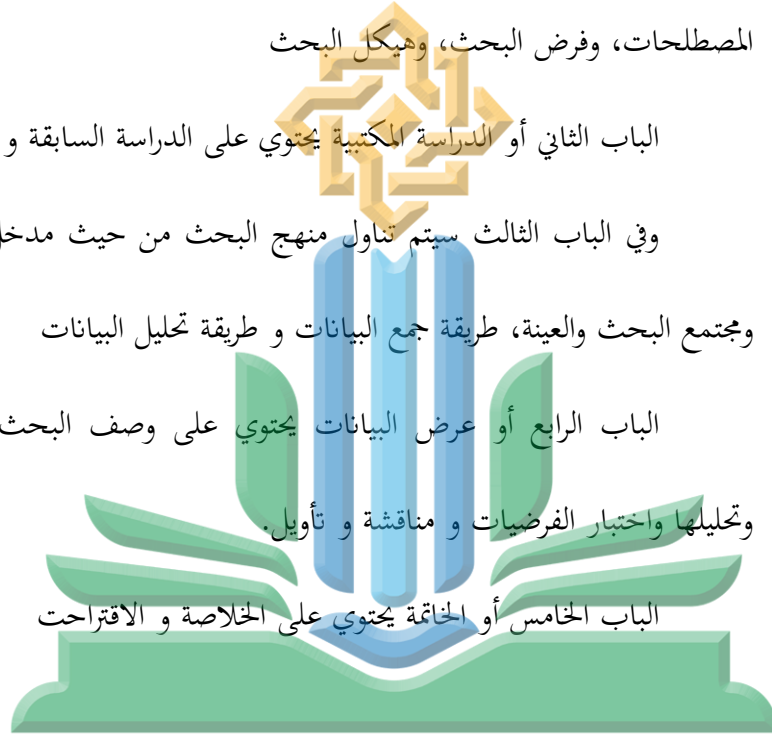 المصطلحات، وفرض البحث، وهيكل البحث
الباب الثاني أو الدراسة المكتبية يحتوي على الدراسة السابقة و
وفي الباب الثالث سيتم تناول منهج البحث من حيث
ومجتمع البحث والعينة، طريقة جمع البيانات و طريقة تحليل البيانات
الباب الرابع أو عرض البيانات يحتوي على وصف البحث
وتحليلها واختبار الفرضيات و مناقشة و تأويل.
الباب الخامس أو الخاتمة يحتوي على الخلاصة و الاقتراحت